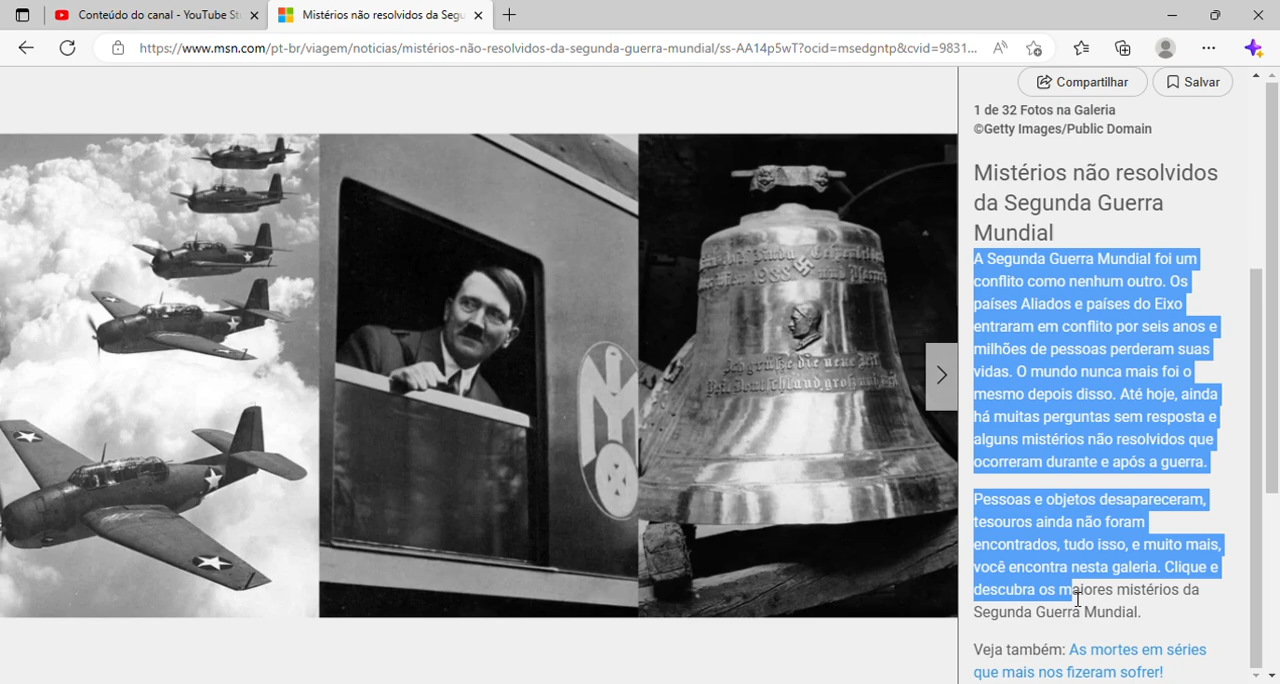 Conteúdo do canal - YouTube St
Mistérios não resolvidos da Segu
https://www.msn.com/pt-br/viagem/noticias/mistérios-não-resolvidos-da-segunda-guerra-mundial/ss-AA14p5wT?ocid=msedgntp&cvid=9831...
Compartilhar
Salvar
1 de 32 Fotos na Galeria
©Getty Images/Public Domain
Mistérios não resolvidos
da Segunda Guerra
Mundial
A Segunda Guerra Mundial foi um
conflito como nenhum outro. Os
países Aliados e países do Eixo
entraram em conflito por seis anos e
milhões de pessoas perderam suas
vidas. O mundo nunca mais foi o
mesmo depois disso. Até hoje, ainda
há muitas perguntas sem resposta e
alguns mistérios não resolvidos que
ocorreram durante e após a guerra.
Pessoas e objetos desapareceram,
tesouros ainda não foram
encontrados, tudo isso, e muito mais,
você encontra nesta galeria. Clique e
descubra os maiores mistérios da
Segunda Guerra Mundial.
Veja também: As mortes em séries
que mais nos fizeram sofrer!